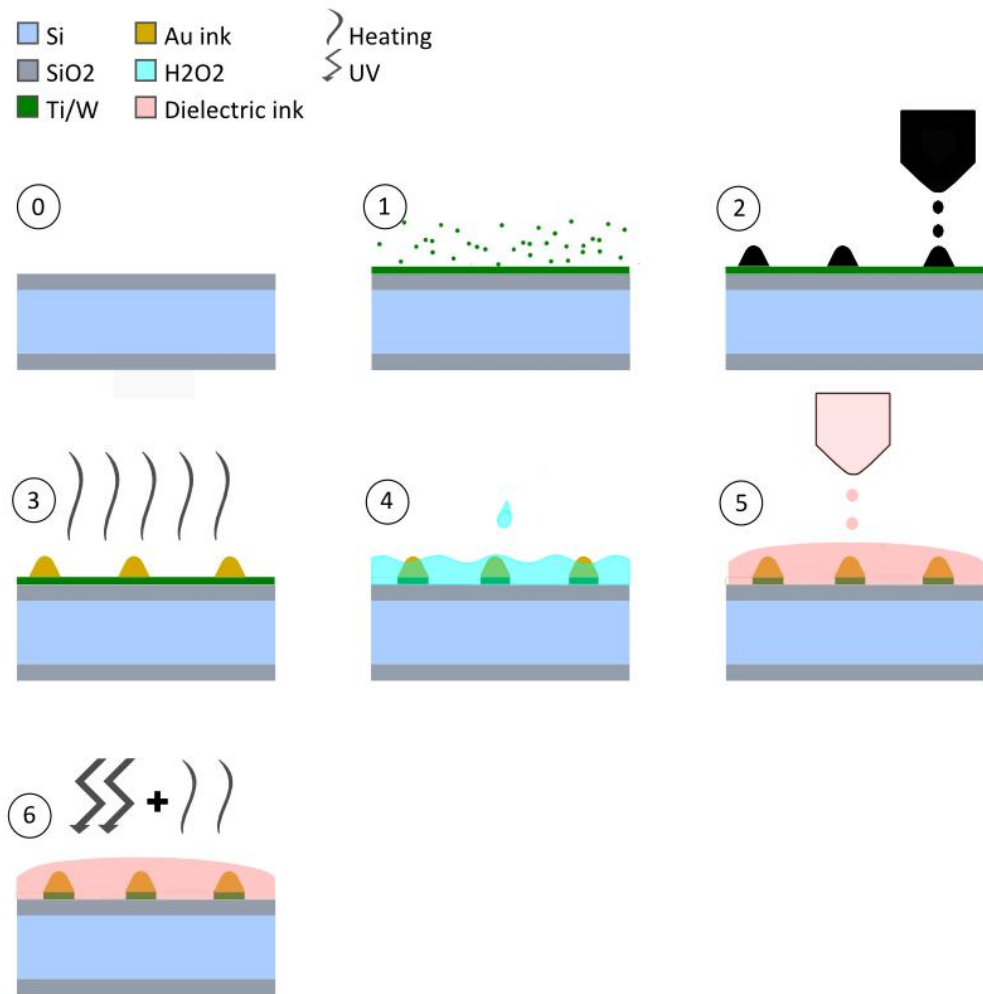 Si Au ink Heating
SiO2 H2O2 UV
Ti/W Dielectric ink
0 1 2
3 4 5
6 +